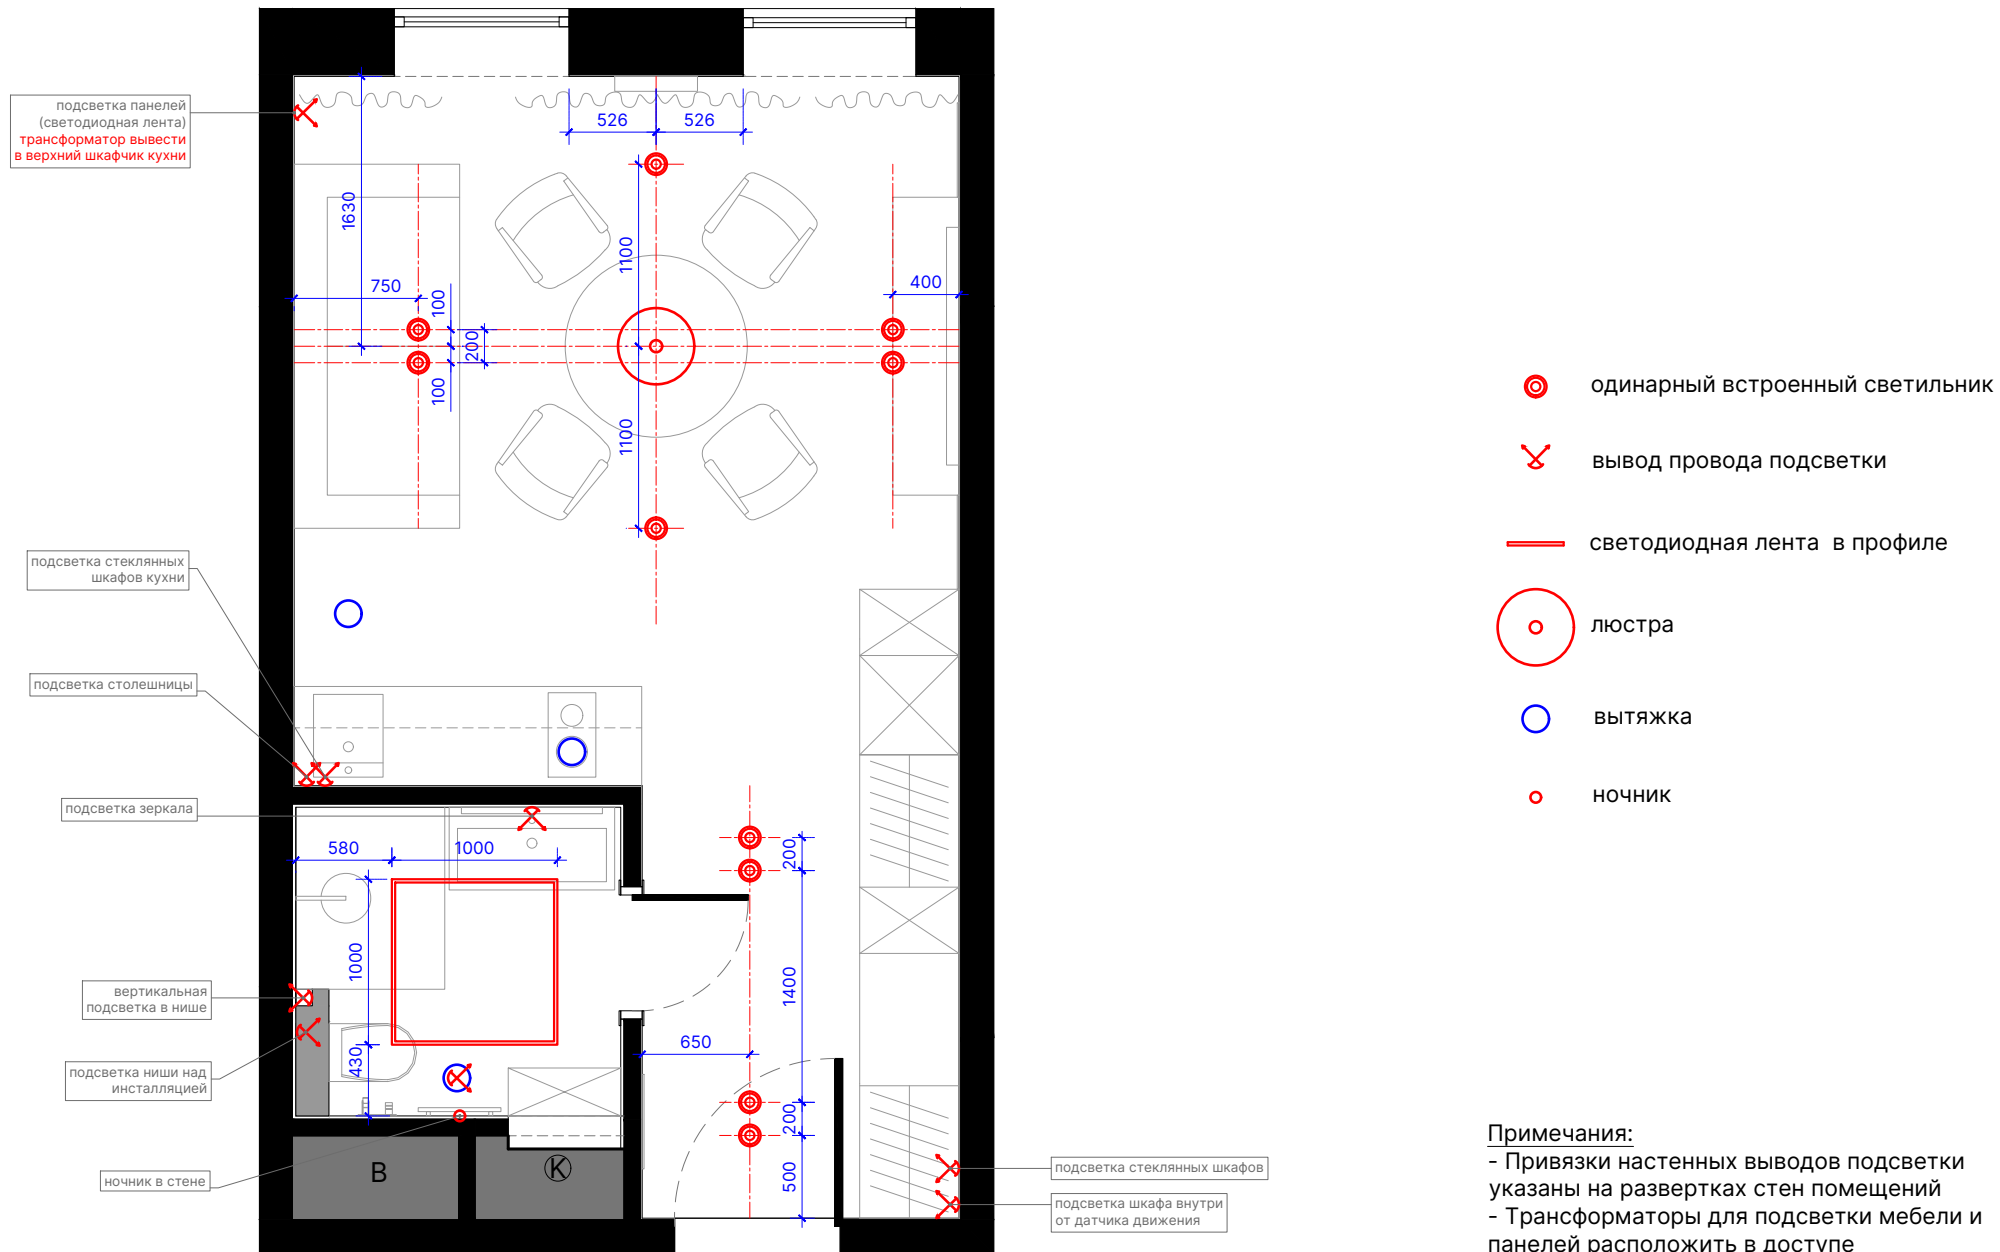 подсветка панелей
(светодиодная лента)
трансформатор вывести
в верхний шкафчик кухни
526
526
1630
1100
750
100
200
100
400
1100
подсветка стеклянных
шкафов кухни
подсветка столешницы
подсветка зеркала
580
1000
200
1000
1400
вертикальная
подсветка в нише
650
430
подсветка ниши над
инсталляцией
200
500
ночник в стене
В
К
подсветка стеклянных шкафов
подсветка шкафа внутри
от датчика движения
одинарный встроенный светильник
вывод провода подсветки
светодиодная лента в профиле
люстра
вытяжка
ночник
Примечания:
- Привязки настенных выводов подсветки
указаны на развертках стен помещений
- Трансформаторы для подсветки мебели и
панелей расположить в доступе